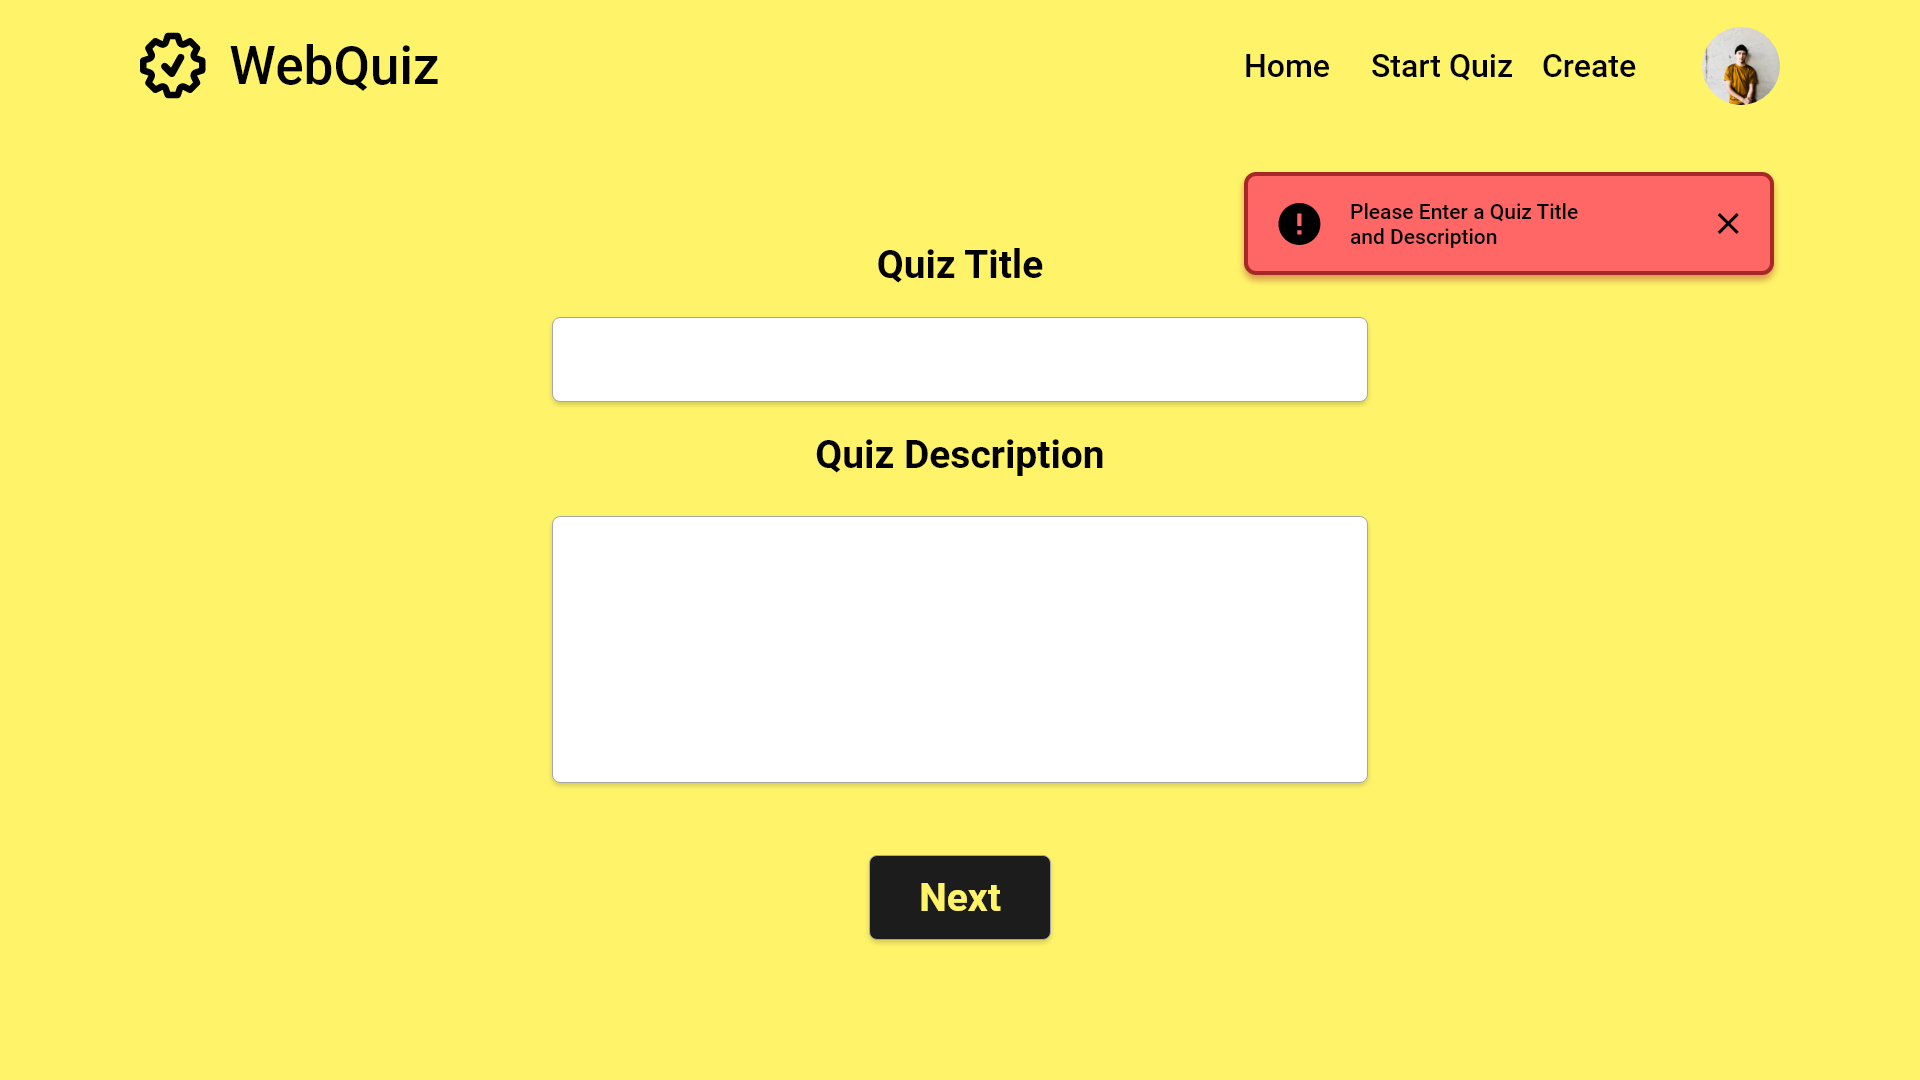 WebQuiz
Home Start Quiz Create
Please Enter a Quiz Title
and Description
Quiz Title
Quiz Description
Next